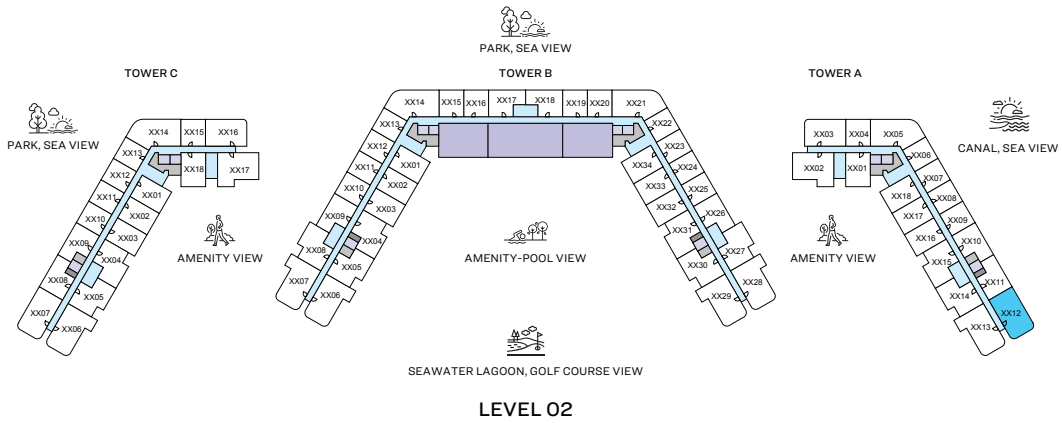 PARK, SEA VIEW
TOWER C
TOWER B
TOWER A
XX14
XX15
XX16
XX17
XX18
XX19
XX20
XX21
PARK, SEA VIEW
CANAL, SEA VIEW
XX14
XX15
XX16
XX13
XX12
XX11
XX10
XX09
XX08
XX07
XX06
XX05
XX04
XX03
XX02
XX01
XX18
XX17
AMENITY VIEW
XX13
XX12
XX11
XX10
XX09
XX08
XX07
XX06
XX05
XX04
XX03
XX02
XX01
AMENITY-POOL VIEW
XX22
XX23
XX24
XX25
XX26
XX27
XX28
XX29
XX30
XX31
XX32
XX33
XX34
AMENITY VIEW
XX03
XX04
XX05
XX02
XX01
XX06
XX07
XX08
XX09
XX10
XX11
XX12
XX13
XX14
XX15
XX16
XX17
XX18
SEAWATER LAGOON, GOLF COURSE VIEW
LEVEL 02